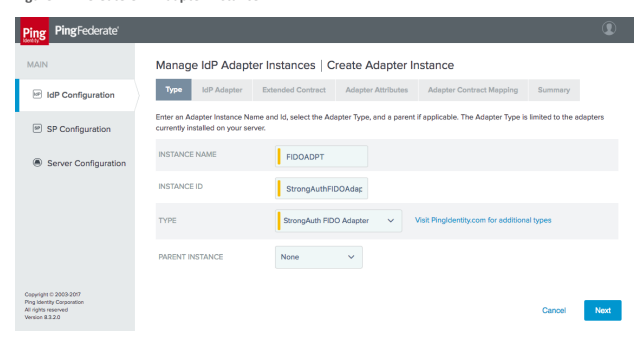 Ping
Identity
PingFederate®
MAIN
Manage IdP Adapter Instances | Create Adapter Instance
IdP
IdP Configuration
Type
IdP Adapter
Extended Contract
Adapter Attributes
Adapter Contract Mapping
Summary
Enter an Adapter Instance Name and Id, select the Adapter Type, and a parent if applicable. The Adapter Type is limited to the adapters
currently installed on your server.
SP
SP Configuration
Server Configuration
INSTANCE NAME
FIDOADPT
INSTANCE ID
StrongAuthFIDOAdap
TYPE
StrongAuth FIDO Adapter
Visit PingIdentity.com for additional types
PARENT INSTANCE
None
Copyright © 2003-2017
Ping Identity Corporation
All rights reserved
Version 8.3.2.0
Cancel
Next